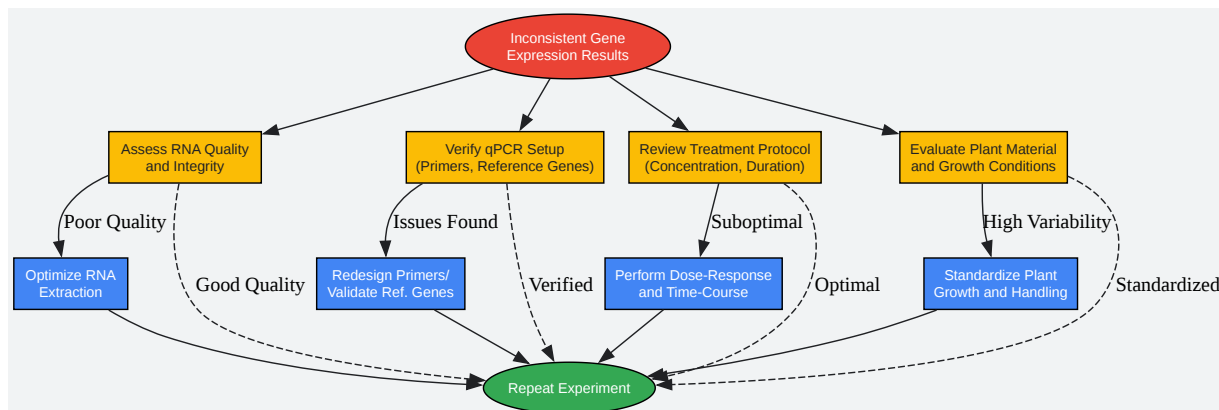 Inconsistent Gene
Expression Results
Assess RNA Quality
and Integrity
Verify qPCR Setup
(Primers, Reference Genes)
Review Treatment Protocol
(Concentration, Duration)
Evaluate Plant Material
and Growth Conditions
Poor Quality
Issues Found
Suboptimal
High Variability
Optimize RNA
Extraction
Good Quality
Redesign Primers/
Validate Ref. Genes
Verified
Perform Dose-Response
and Time-Course
Optimal
Standardize Plant
Growth and Handling
Standardized
Repeat Experiment